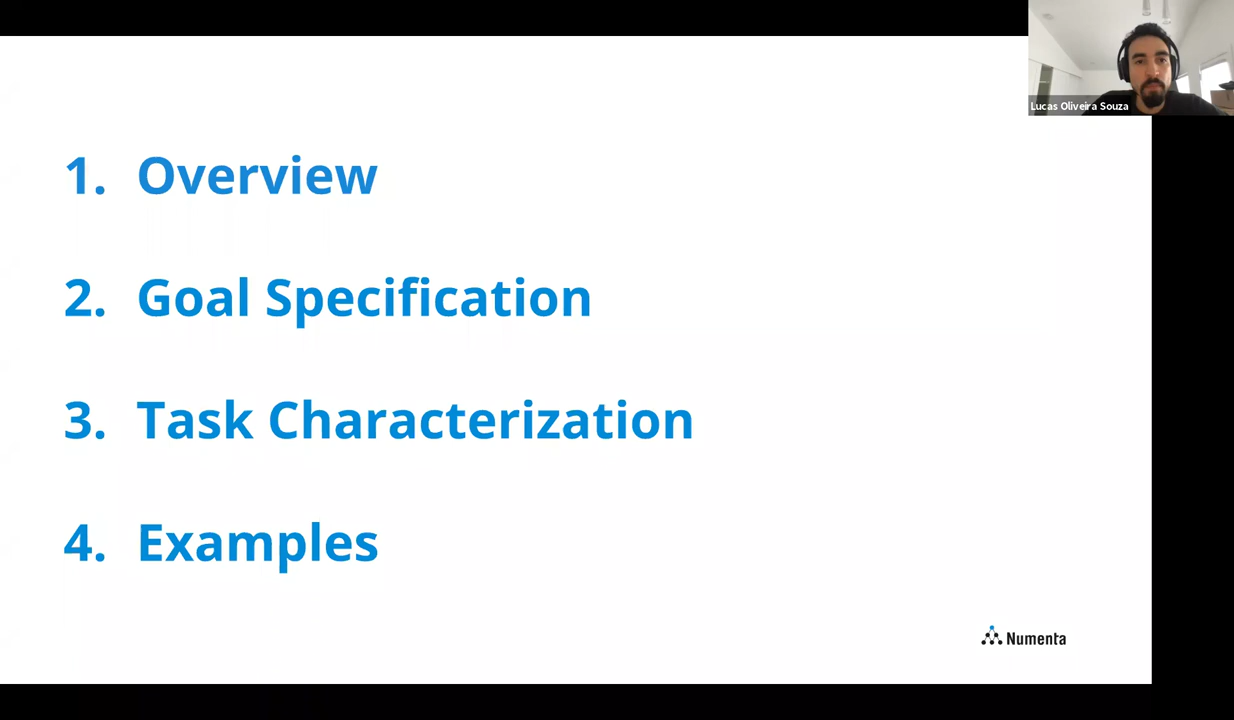 Lucas Oliveira Souza
1. Overview
2. Goal Specification
3. Task Characterization
4. Examples
Numenta